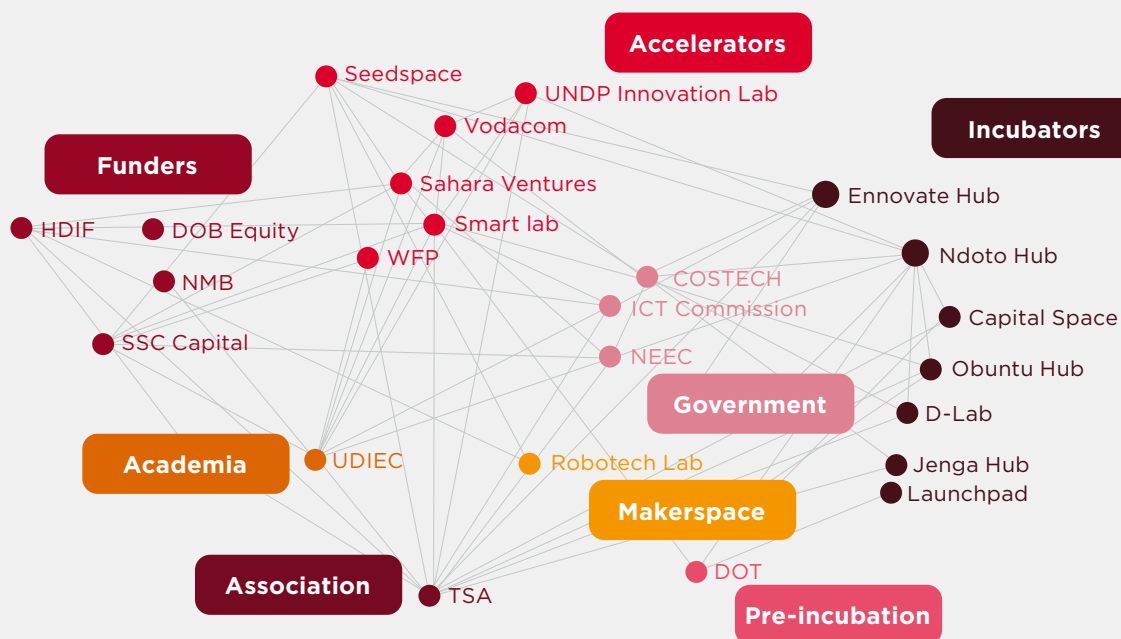 Accelerators
Seedspace
UNDP Innovation Lab
Vodacom
Incubators
Funders
Sahara Ventures
Ennovate Hub
HDIF
DOB Equity
Smart lab
WFP
Ndoto Hub
NMB
COSTECH
ICT Commission
Capital Space
SSC Capital
NEEC
Obuntu Hub
Government
D-Lab
Academia
UDIEC
Robotech Lab
Jenga Hub
Launchpad
Makerspace
DOT
Association
TSA
Pre-incubation